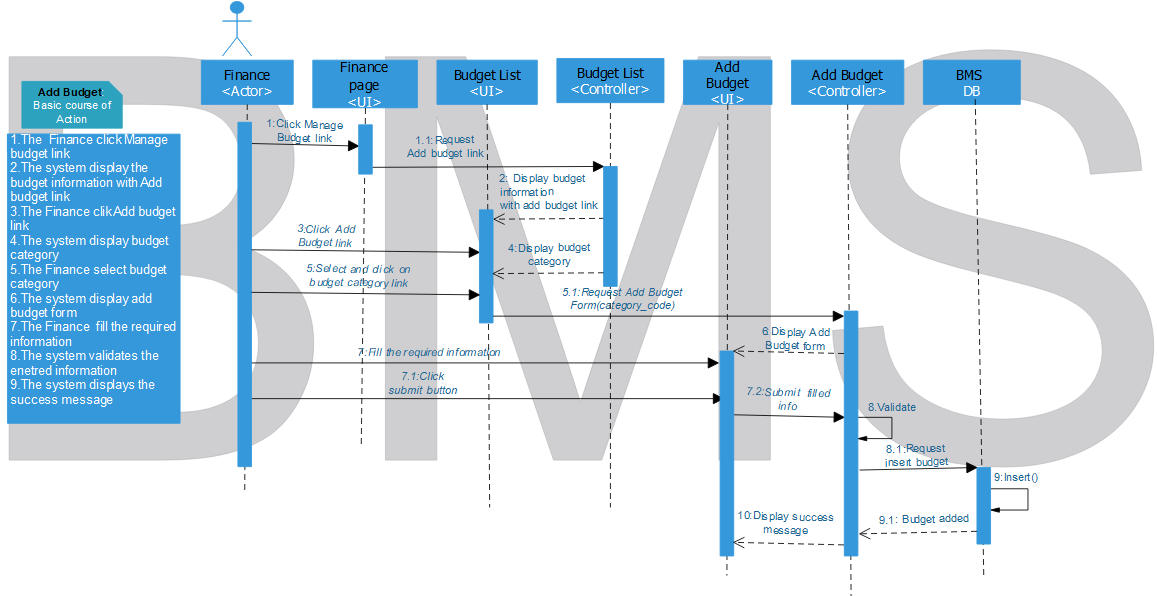 BMS
Finance
<Actor>
Finance
page
<UI>
Budget List
<UI>
Budget List
<Controller>
Add
Budget
<UI>
Add Budget
<Controller>
BMS
DB
Add Budget
Basic course of
Action
1.The Finance click Manage
budget link
2.The system display the
budget information with Add
budget link
3.The Finance clik Add budget
link
4.The system display budget
category
5.The Finance select budget
category
6.The system display add
budget form
7.The Finance fill the required
information
8.The system validates the
enetred information
9.The system displays the
success message
1:Click Manage
Budget link
1.1:Request
Add budget link
2: Display budget
information
with add budget link
3:Click Add
Budget link
4:Display budget
category
5:Select and click on
budget category link
5.1:Request Add Budget
Form(category_code)
6:Display Add
Budget form
7:Fill the required information
7.1:Click
submit button
7.2:Submit filled
info
8.Validate
8.1:Request
insert budget
9:Insert()
9.1: Budget added
10:Display success
message